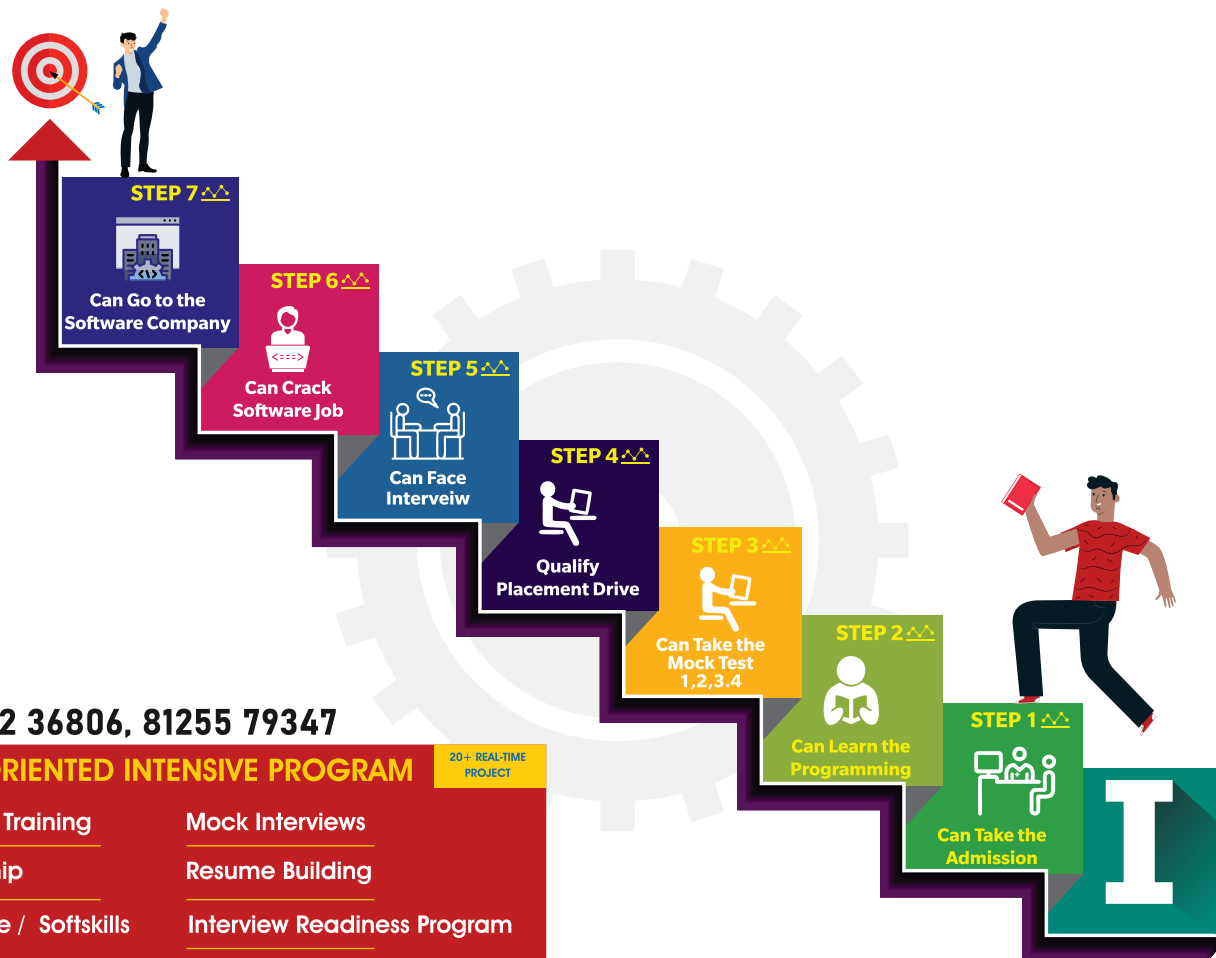 STEP 7
Can Go to the
Software Company
STEP 6
<===>
Can Crack
Software Job
STEP 5
Can Face
Interveiw
STEP 4
Qualify
Placement Drive
STEP 3
Can Take the
Mock Test
1,2,3.4
STEP 2
Can Learn the
Programming
STEP 1
Can Take the
Admission
I
2 36806, 81255 79347
RIENTED INTENSIVE PROGRAM
20+ REAL-TIME
PROJECT
Training
Mock Interviews
ip
Resume Building
e / Softskills
Interview Readiness Program